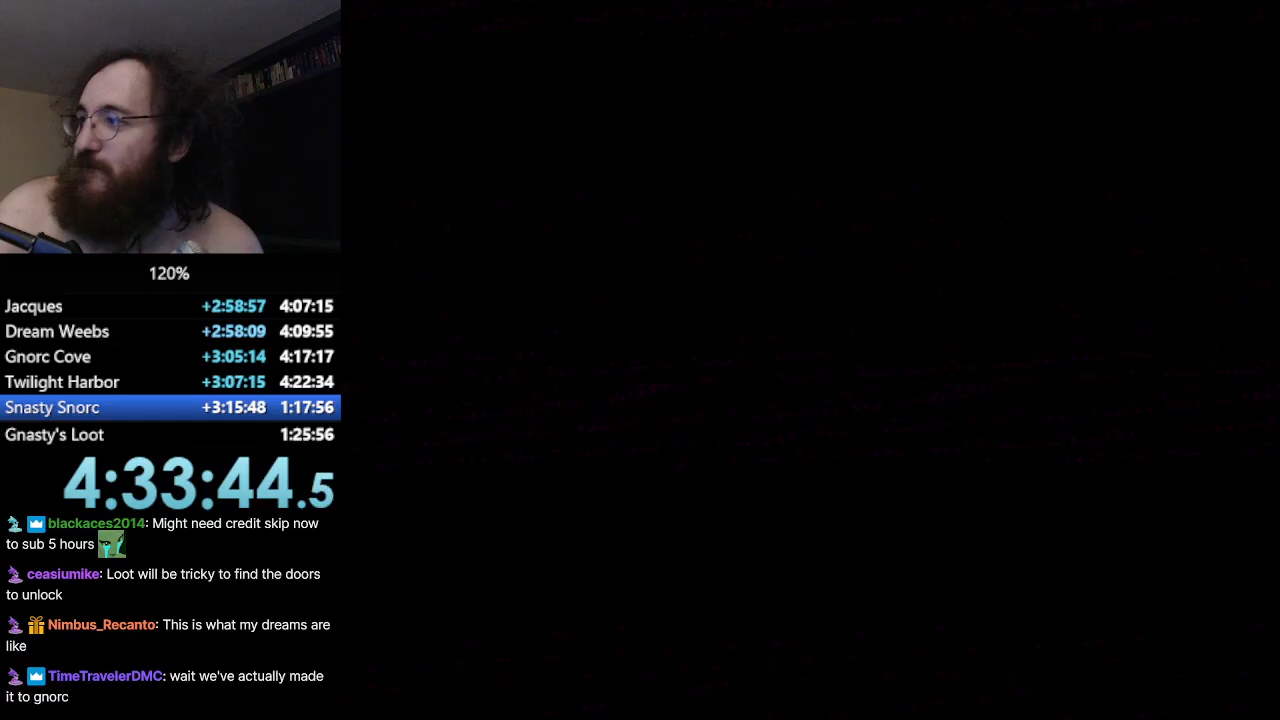 120%
Jacques +2:58:57 4:07:15
Dream Weebs +2:58:09 4:09:55
Gnorc Cove +3:05:14 4:17:17
Twilight Harbor +3:07:15 4:22:34
Snasty Snorc +3:15:48 1:17:56
Gnasty's Loot 1:25:56
4:33:44.5
blackaces2014: Might need credit skip now
to sub 5 hours
ceasiumike: Loot will be tricky to find the doors
to unlock
Nimbus_Recanto: This is what my dreams are
like
TimeTravelerDMC: wait we've actually made
it to gnorc